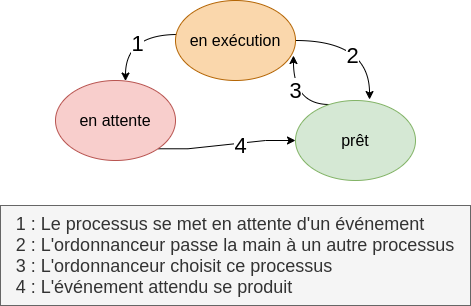 en exécution
1
2
3
en attente
4
prêt
1 : Le processus se met en attente d'un événement
2 : L'ordonnanceur passe la main à un autre processus
3 : L'ordonnanceur choisit ce processus
4 : L'événement attendu se produit